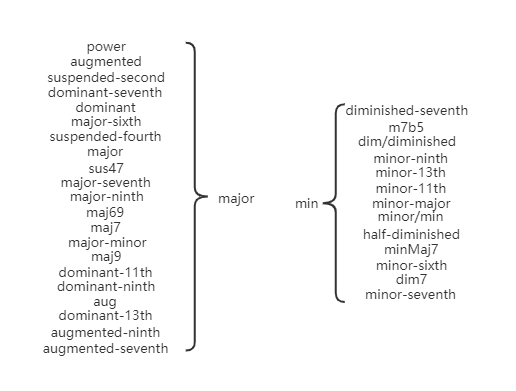 power
augmented
suspended-second
dominant-seventh
dominant
major-sixth
suspended-fourth
major
sus47
major-seventh
major-ninth
maj69
maj7
major-minor
maj9
dominant-11th
dominant-ninth
aug
dominant-13th
augmented-ninth
augmented-seventh
major
min
diminished-seventh
m7b5
dim/diminished
minor-ninth
minor-13th
minor-11th
minor-major
minor/min
half-diminished
minMaj7
minor-sixth
dim7
minor-seventh